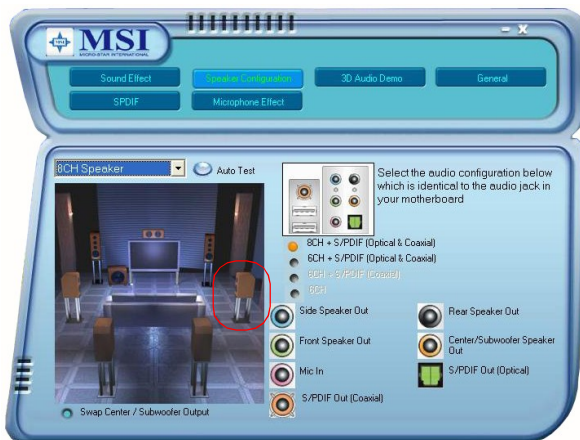 MSI
MICRO-STAR INTERNATIONAL
Sound Effect
Speaker Configuration
3D Audio Demo
General
SPDIF
Microphone Effect
8CH Speaker
Auto Test
Select the audio configuration below
which is identical to the audio jack in
your motherboard
8CH + S/PDIF (Optical & Coaxial)
6CH + S/PDIF (Optical & Coaxial)
6CH + S/PDIF (Coaxial)
6CH
Side Speaker Out
Rear Speaker Out
Front Speaker Out
Center/Subwoofer Speaker
Out
Mic In
S/PDIF Out (Optical)
S/PDIF Out (Coaxial)
Swap Center / Subwoofer Output